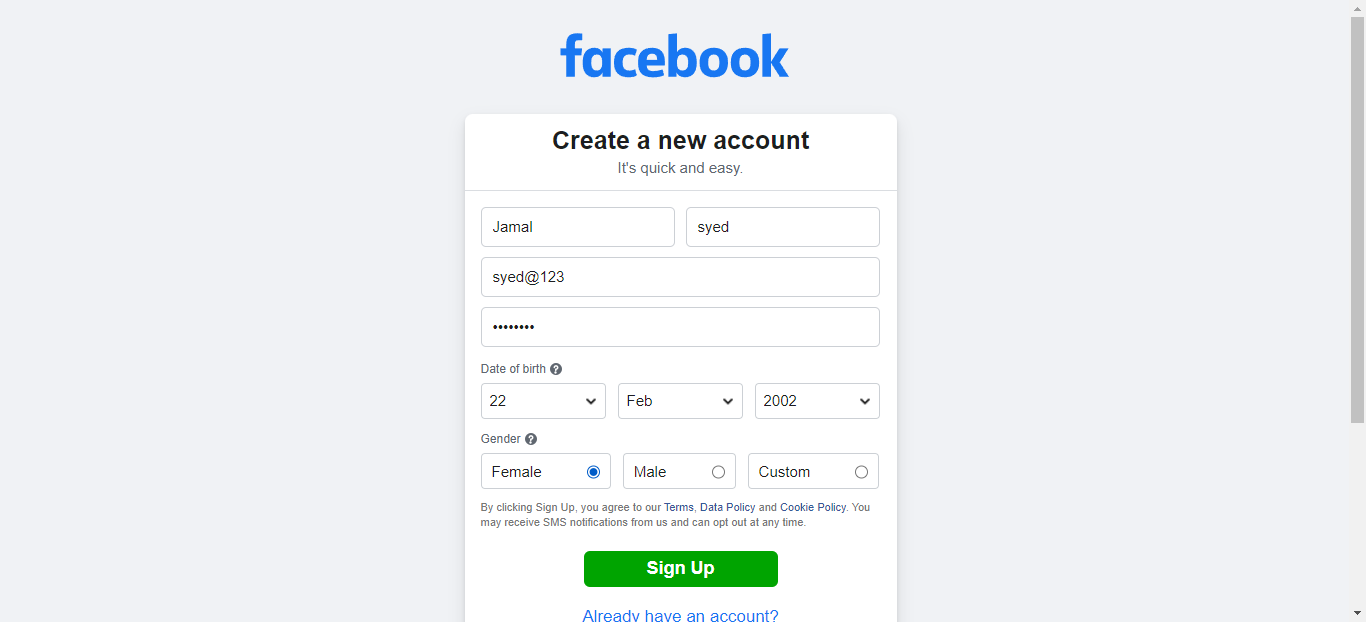 facebook
Create a new account
It's quick and easy.
Jamal syed
syed@123
••••••••
Date of birth ?
22 Feb 2002
Gender ?
Female Male Custom
By clicking Sign Up, you agree to our Terms, Data Policy and Cookie Policy. You
may receive SMS notifications from us and can opt out at any time.
Sign Up
Already have an account?